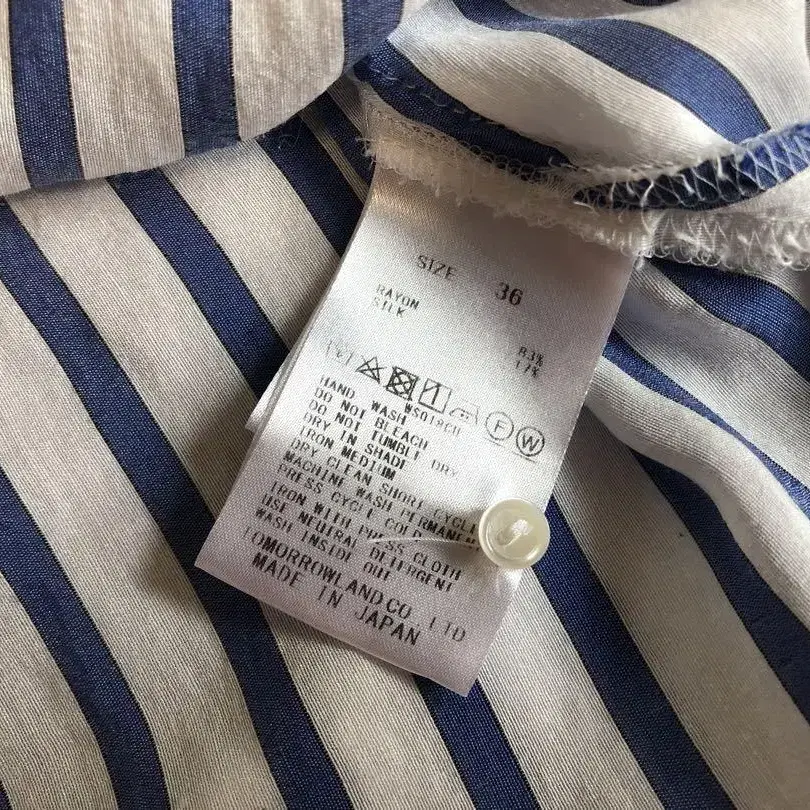 SIZE 36
RAYON 83%
SILK 17%
F W
WS018CU
HAND WASH
DO NOT BLEACH
DO NOT TUMBLE DRY
DRY IN SHADE
IRON MEDIUM
DRY CLEAN SHORT CYCLE
MACHINE WASH PERMANEN
PRESS CYCLE COLD
IRON WITH PRESS CLOTH
USE NEUTRAL DETERGENT
WASH INSIDE OUT
TOMORROWLAND CO., LTD
MADE IN JAPAN